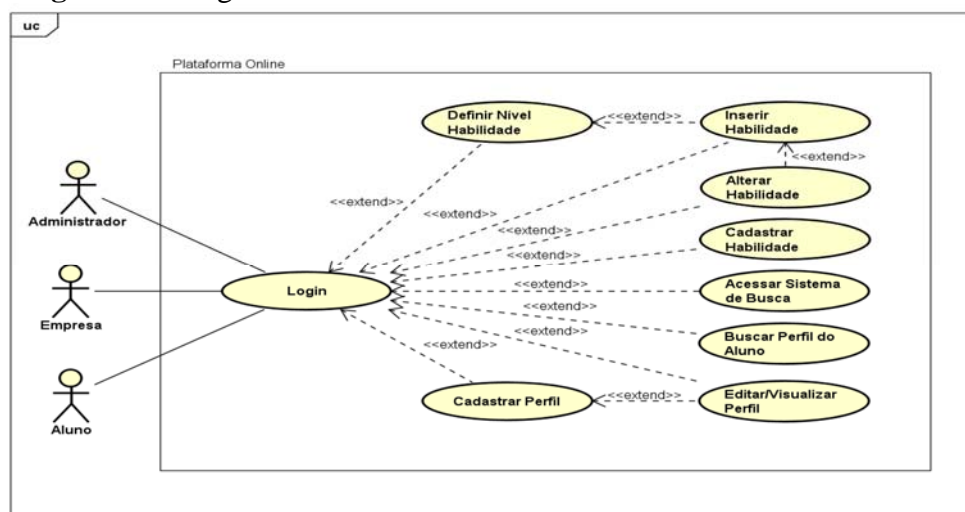 uc
Plataforma Online
Definir Nivel
Habilidade
<<extend>>
Inserir
Habilidade
<<extend>>
Alterar
Habilidade
<<extend>>
<<extend>>
<<extend>>
Cadastrar
Habilidade
<<extend>>
Administrador
Login
<<extend>>
Acessar Sistema
de Busca
Empresa
<<extend>>
Buscar Perfil do
Aluno
<<extend>>
<<extend>>
Aluno
Cadastrar Perfil
<<extend>>
Editar/Visualizar
Perfil